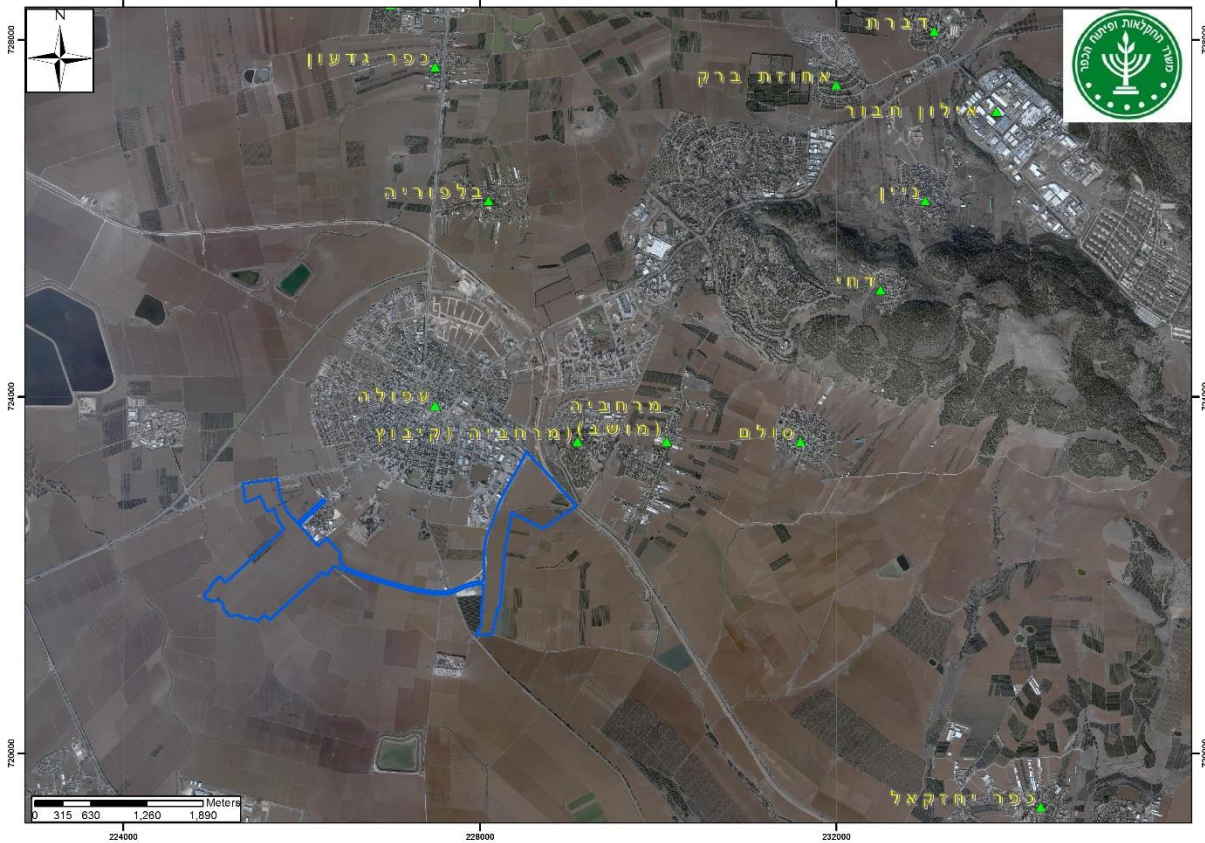 N
משרד החקלאות ופיתוח הכפר
דברת
כפר גדעון
אחוזת ברק
אילון תבור
בלפוריה
ניין
דחי
עפולה
מרחביה
(מושב)
מרחביה (קיבוץ)
סולם
כפר יחזקאל
Meters
0 315 630 1,260 1,890
728000
724000
724000
720000
224000
228000
232000